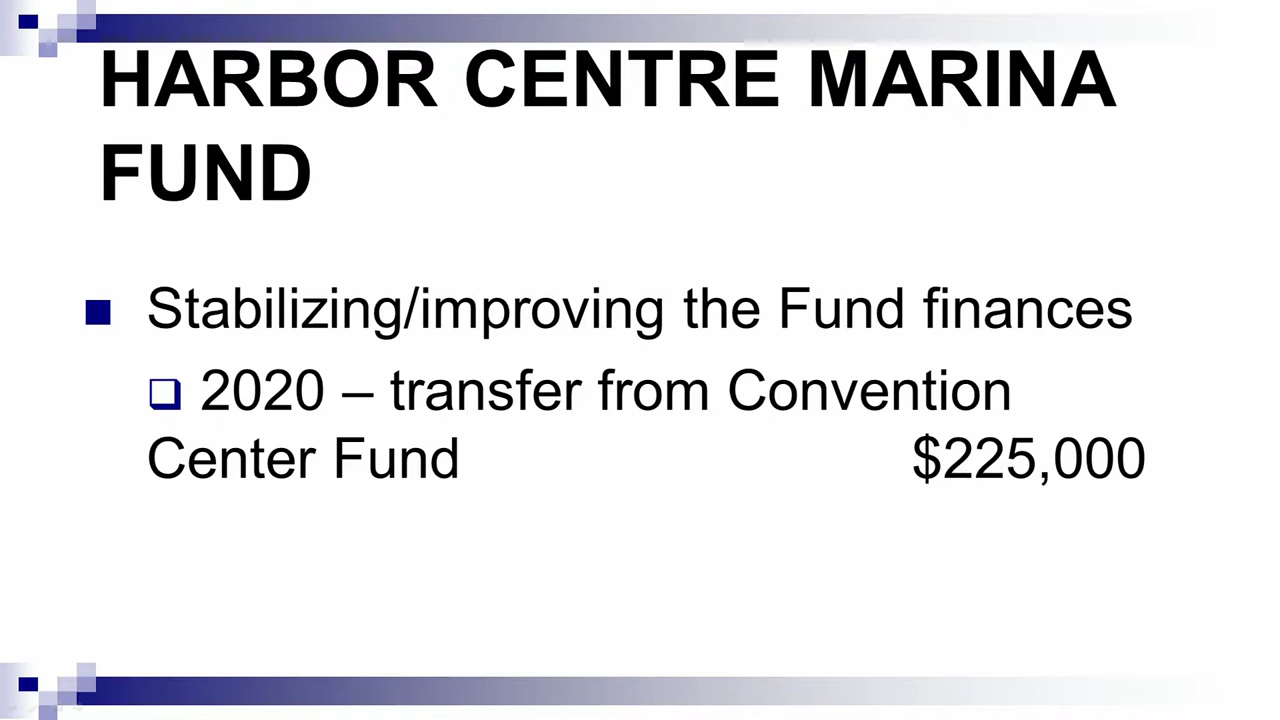 HARBOR CENTRE MARINA
FUND
Stabilizing/improving the Fund finances
2020 – transfer from Convention
Center Fund $225,000